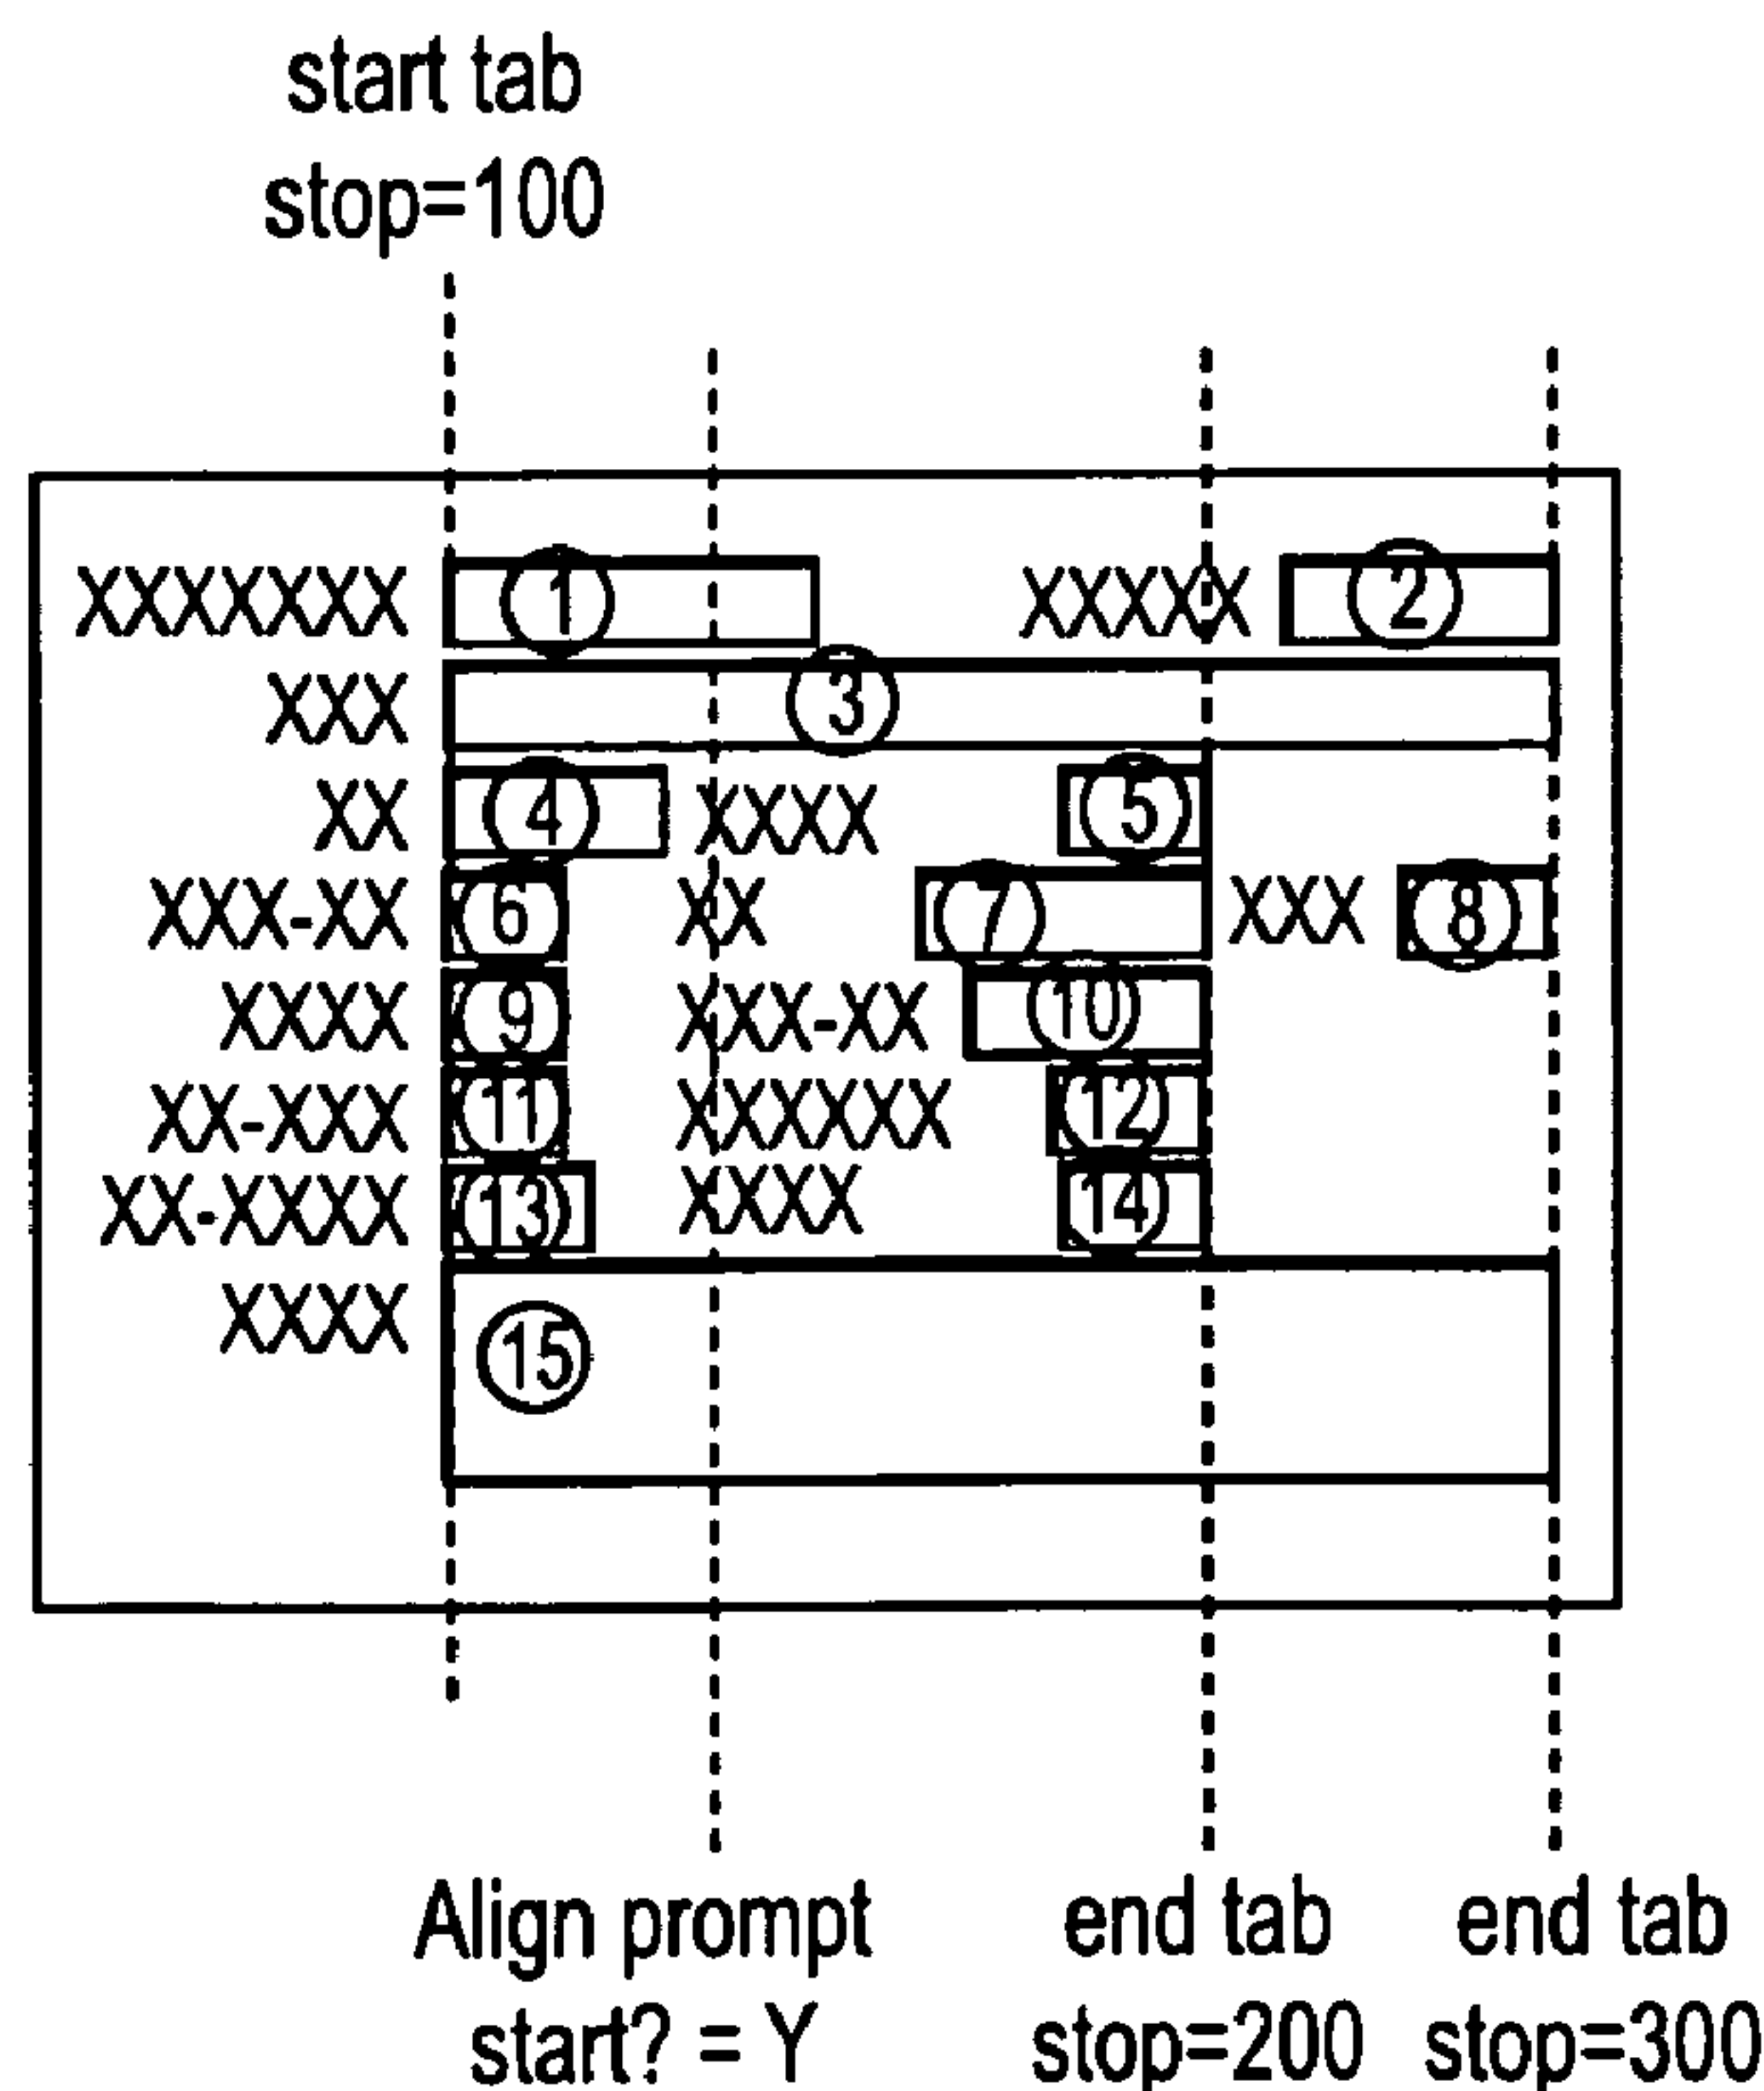 start tab
stop=100
XXXXXXX 1 XXXXX 2
XXX 3
XX 4 XXXX 5
XXX-XX 6 XX 7 XXX 8
XXXX 9 XXX-XX 10
XX-XXX 11 XXXXXX 12
XX-XXXX 13 XXXX 14
XXXX 15
Align prompt end tab end tab
start? = Y stop=200 stop=300